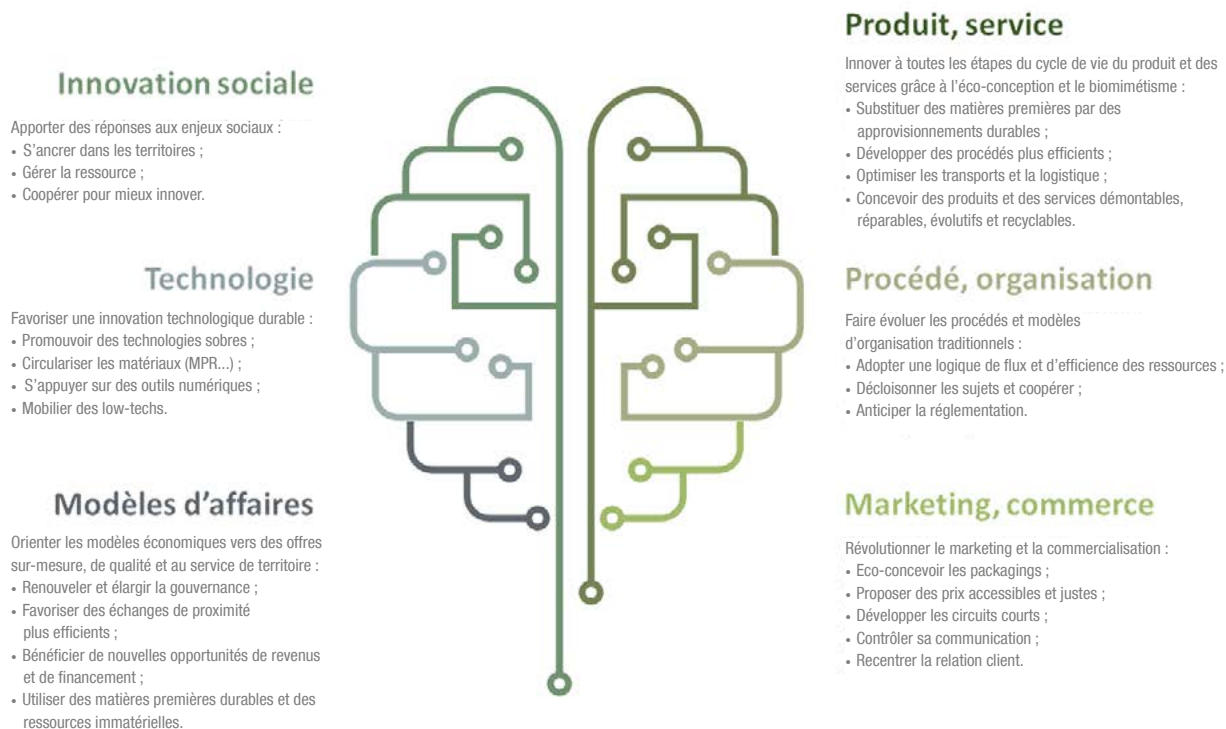 Innovation sociale
Apporter des réponses aux enjeux sociaux :
• S'ancrer dans les territoires ;
• Gérer la ressource ;
• Coopérer pour mieux innover.
Technologie
Favoriser une innovation technologique durable :
• Promouvoir des technologies sobres ;
• Circulariser les matériaux (MPR...) ;
• S'appuyer sur des outils numériques ;
• Mobilier des low-techs.
Modèles d'affaires
Orienter les modèles économiques vers des offres
sur-mesure, de qualité et au service de territoire :
• Renouveler et élargir la gouvernance ;
• Favoriser des échanges de proximité
plus efficients ;
• Bénéficier de nouvelles opportunités de revenus
et de financement ;
• Utiliser des matières premières durables et des
ressources immatérielles.
Produit, service
Innover à toutes les étapes du cycle de vie du produit et des
services grâce à l'éco-conception et le biomimétisme :
• Substituer des matières premières par des
approvisionnements durables ;
• Développer des procédés plus efficients ;
• Optimiser les transports et la logistique ;
• Concevoir des produits et des services démontables,
réparables, évolutifs et recyclables.
Procédé, organisation
Faire évoluer les procédés et modèles
d'organisation traditionnels :
• Adopter une logique de flux et d'efficience des ressources ;
• Décloisonner les sujets et coopérer ;
• Anticiper la réglementation.
Marketing, commerce
Révolutionner le marketing et la commercialisation :
• Eco-concevoir les packagings ;
• Proposer des prix accessibles et justes ;
• Développer les circuits courts ;
• Contrôler sa communication ;
• Recentrer la relation client.